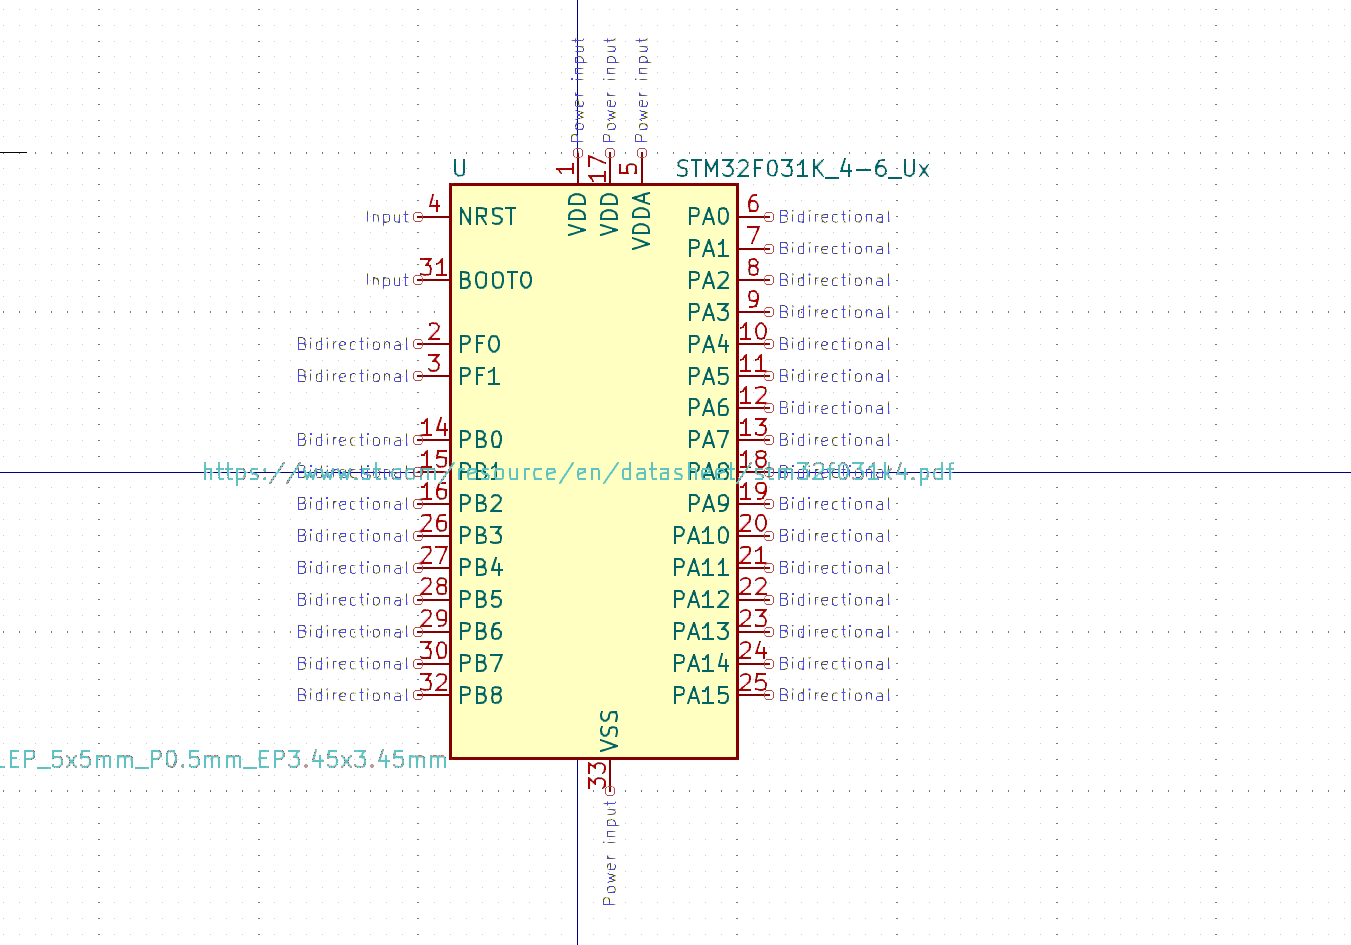 Power input Power input Power input
1 17 5
U STM32F031K_4-6_Ux
VDD VDD VDDA
Input 4 NRST PA0 6 Bidirectional
PA1 7 Bidirectional
Input 31 BOOT0 PA2 8 Bidirectional
PA3 9 Bidirectional
Bidirectional 2 PF0 PA4 10 Bidirectional
Bidirectional 3 PF1 PA5 11 Bidirectional
PA6 12 Bidirectional
Bidirectional 14 PB0 PA7 13 Bidirectional
Bidirectional 15 PB1 PA8 18 Bidirectional
https://www.st.com/resource/en/datasheet/stm32f031k4.pdf
Bidirectional 16 PB2 PA9 19 Bidirectional
Bidirectional 26 PB3 PA10 20 Bidirectional
Bidirectional 27 PB4 PA11 21 Bidirectional
Bidirectional 28 PB5 PA12 22 Bidirectional
Bidirectional 29 PB6 PA13 23 Bidirectional
Bidirectional 30 PB7 PA14 24 Bidirectional
Bidirectional 32 PB8 PA15 25 Bidirectional
VSS
EP_5x5mm_P0.5mm_EP3.45x3.45mm
33
Power input